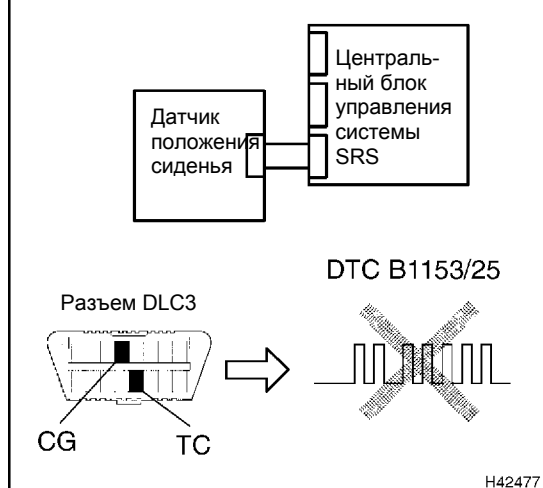 Централь-
ный блок
управления
системы
SRS
Датчик
положения
сиденья
DTC B1153/25
Разъем DLC3
CG
TC
H42477